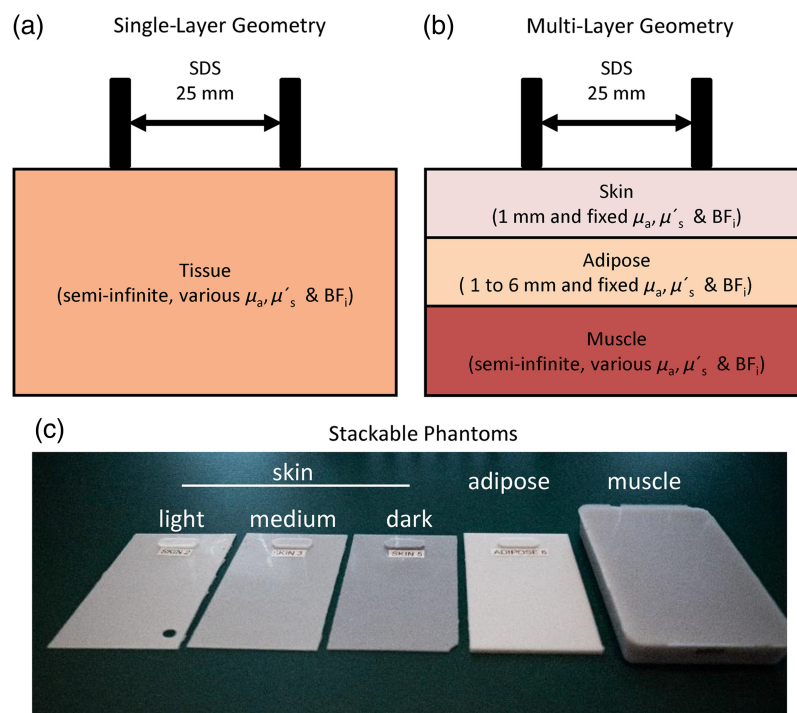 (a) Single-Layer Geometry
SDS
25 mm
Tissue
(semi-infinite, various μa, μ´s & BFi)
(b) Multi-Layer Geometry
SDS
25 mm
Skin
(1 mm and fixed μa, μ´s & BFi)
Adipose
( 1 to 6 mm and fixed μa, μ´s & BFi)
Muscle
(semi-infinite, various μa, μ´s & BFi)
(c) Stackable Phantoms
skin adipose muscle
light medium dark
SKIN 2 SKIN 3 SKIN 5 ADIPOSE 6